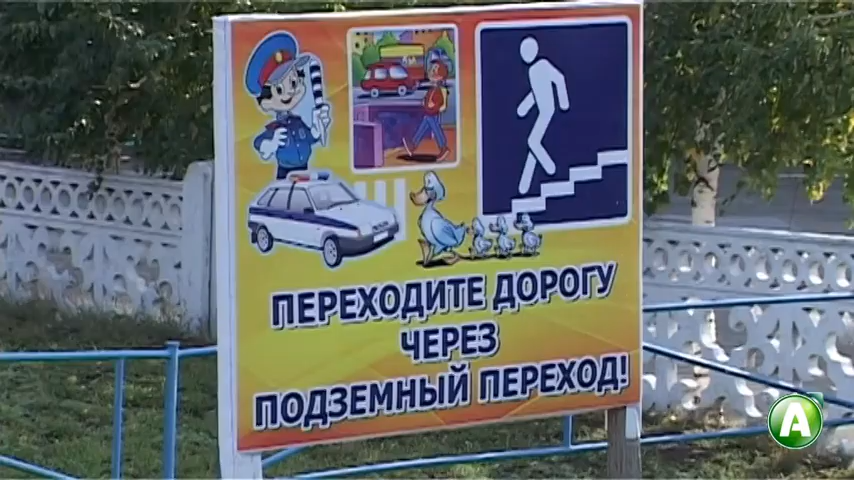 ПЕРЕХОДИТЕ ДОРОГУ
ЧЕРЕЗ
ПОДЗЕМНЫЙ ПЕРЕХОД!
А